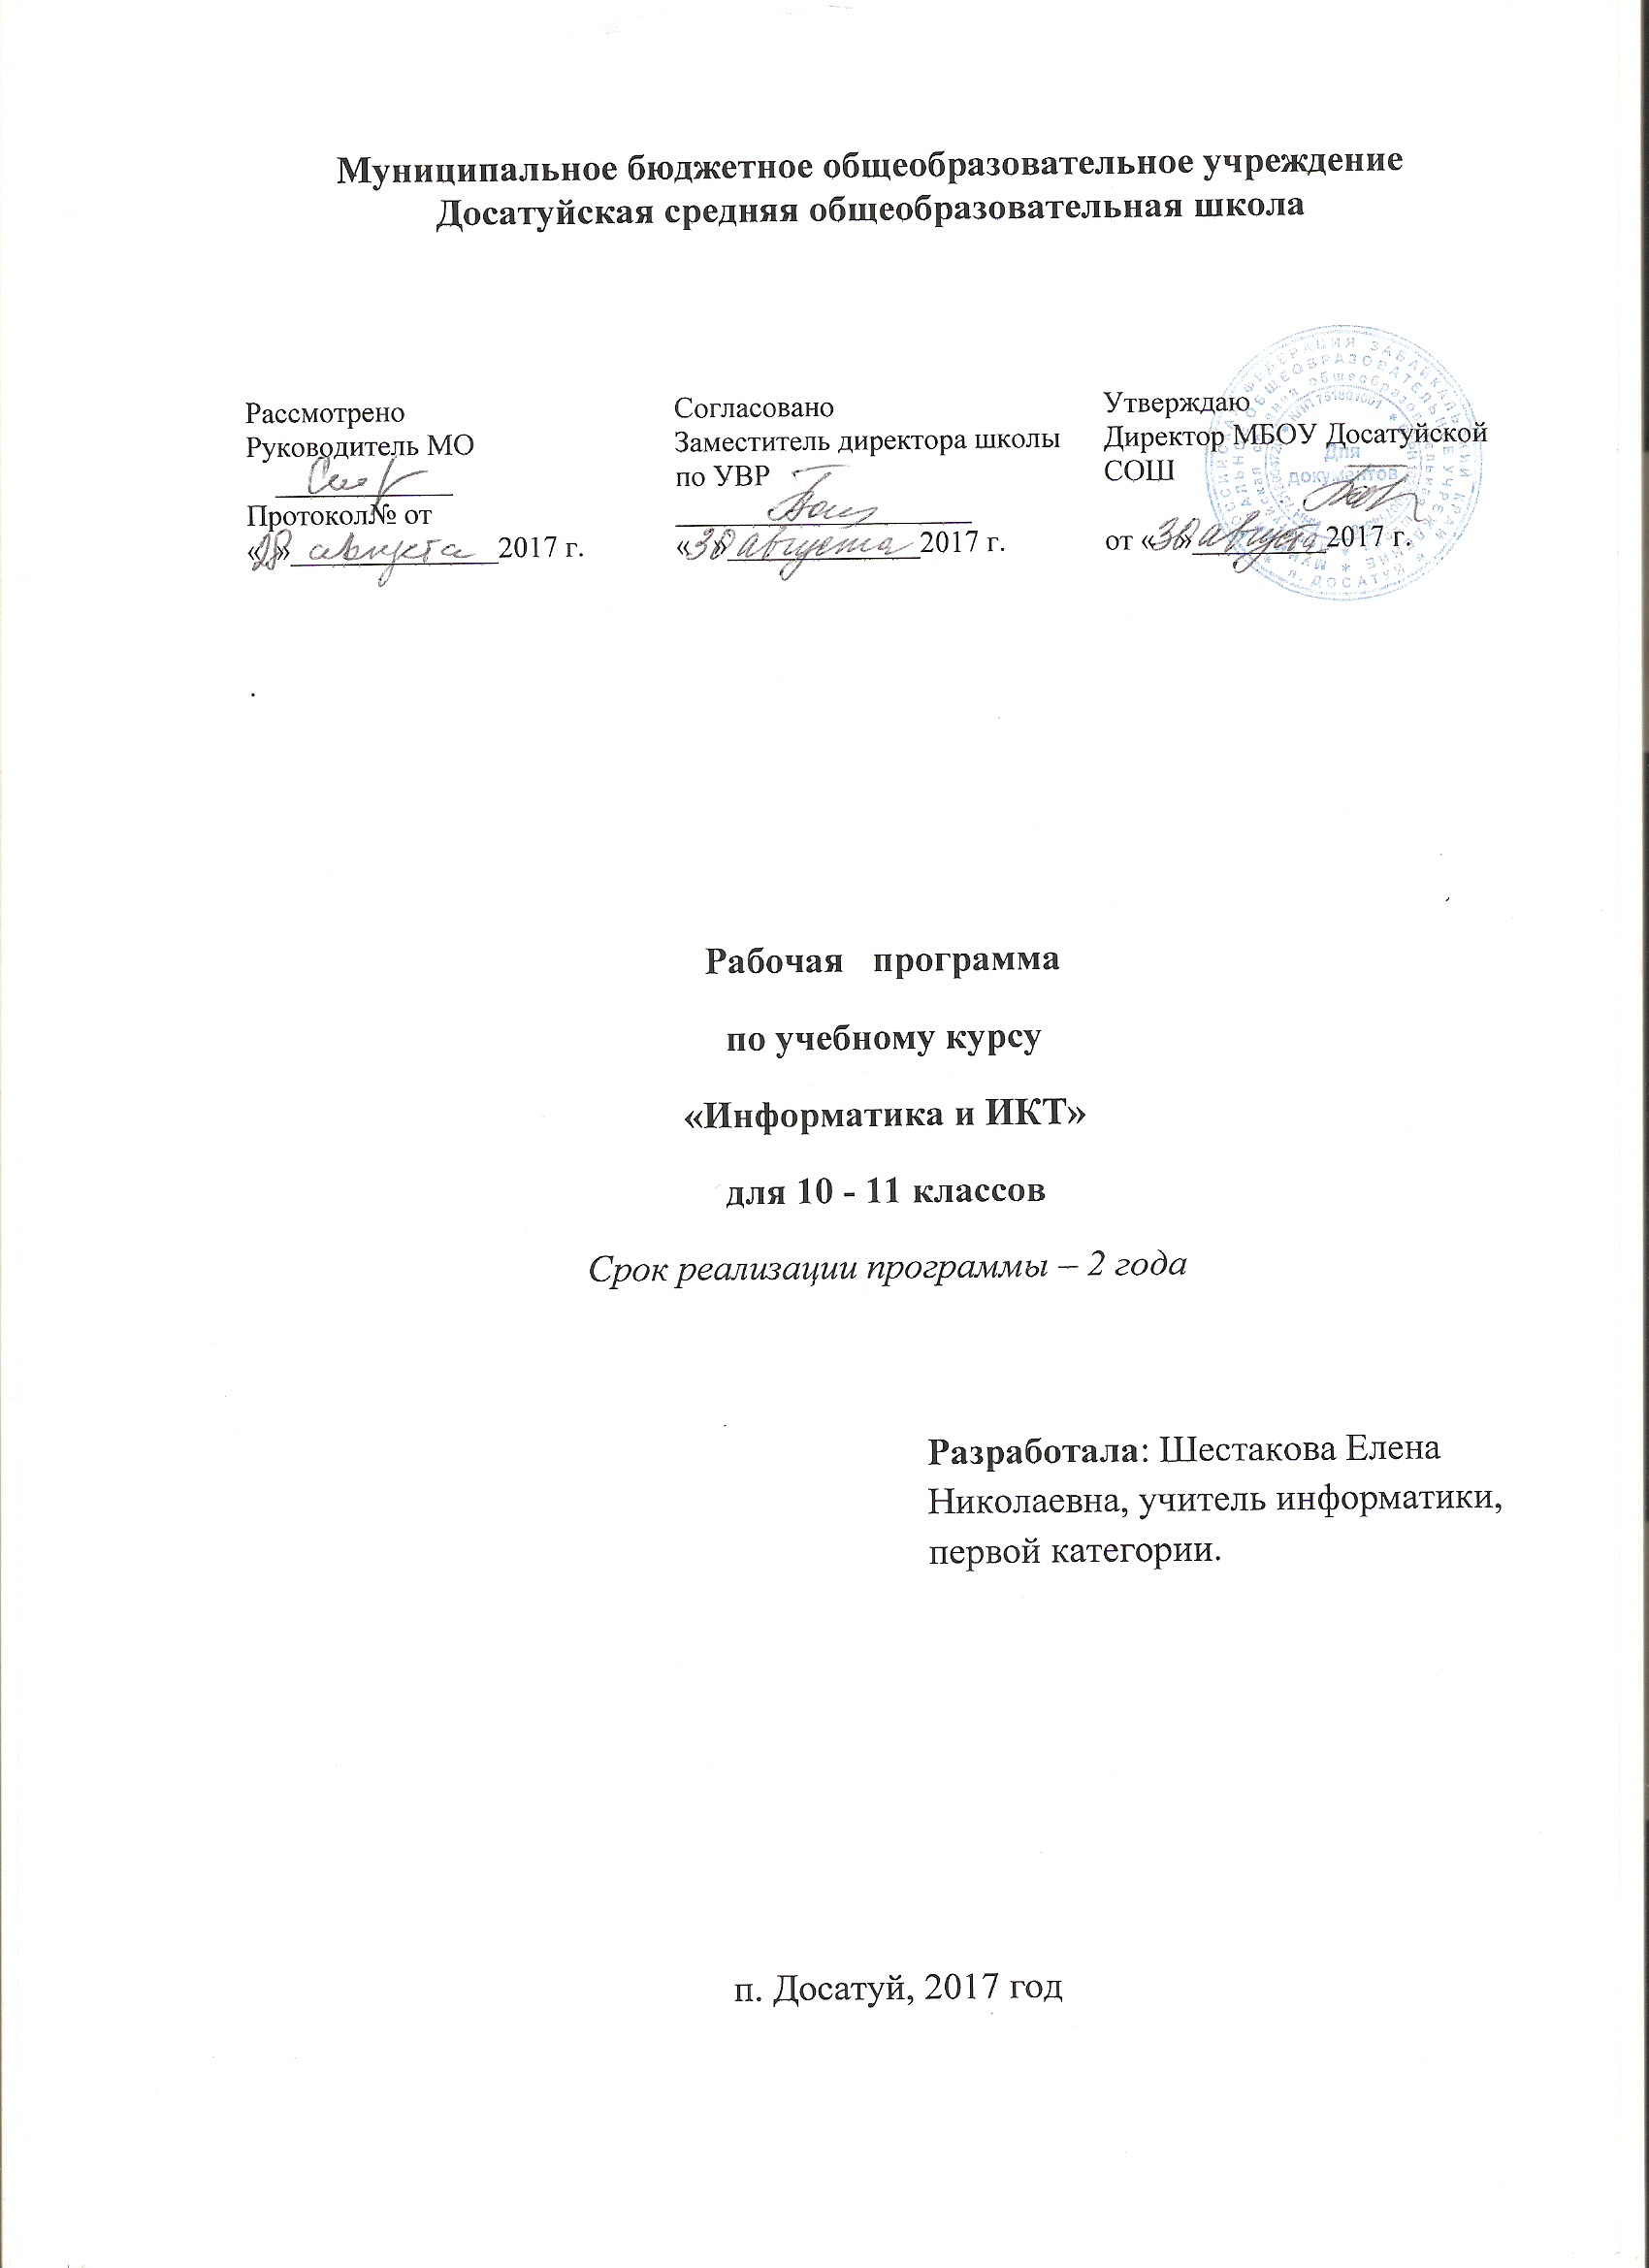 Муниципальное бюджетное общеобразовательное учреждение
Досатуйская средняя общеобразовательная школа
Рассмотрено
Руководитель МО
Протокол№ от
«28» августа 2017 г.
Согласовано
Заместитель директора школы
по УВР
«30» августа 2017 г.
Утверждаю
Директор МБОУ Досатуйской
СОШ
от «30» августа 2017 г.
Для
документов
п. ДОСАТУЙ
Рабочая программа
по учебному курсу
«Информатика и ИКТ»
для 10 - 11 классов
Срок реализации программы – 2 года
Разработала: Шестакова Елена
Николаевна, учитель информатики,
первой категории.
п. Досатуй, 2017 год